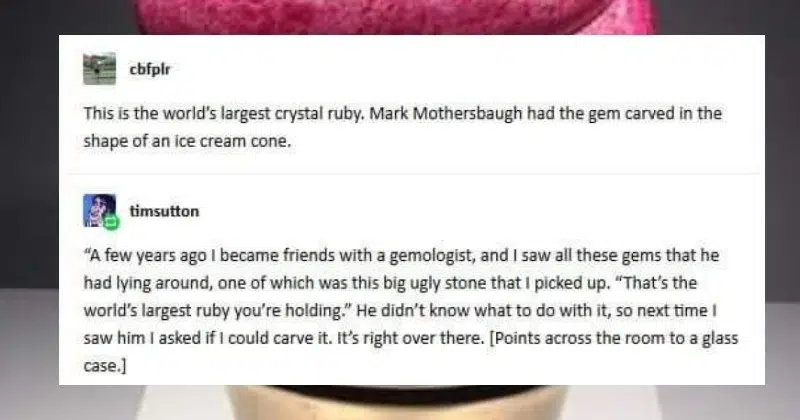 cbfplr
This is the world's largest crystal ruby. Mark Mothersbaugh had the gem carved in the
shape of an ice cream cone.
timsutton
“A few years ago I became friends with a gemologist, and I saw all these gems that he
had lying around, one of which was this big ugly stone that I picked up. “That's the
world's largest ruby you're holding.” He didn't know what to do with it, so next time I
saw him I asked if I could carve it. It's right over there. [Points across the room to a glass
case.]